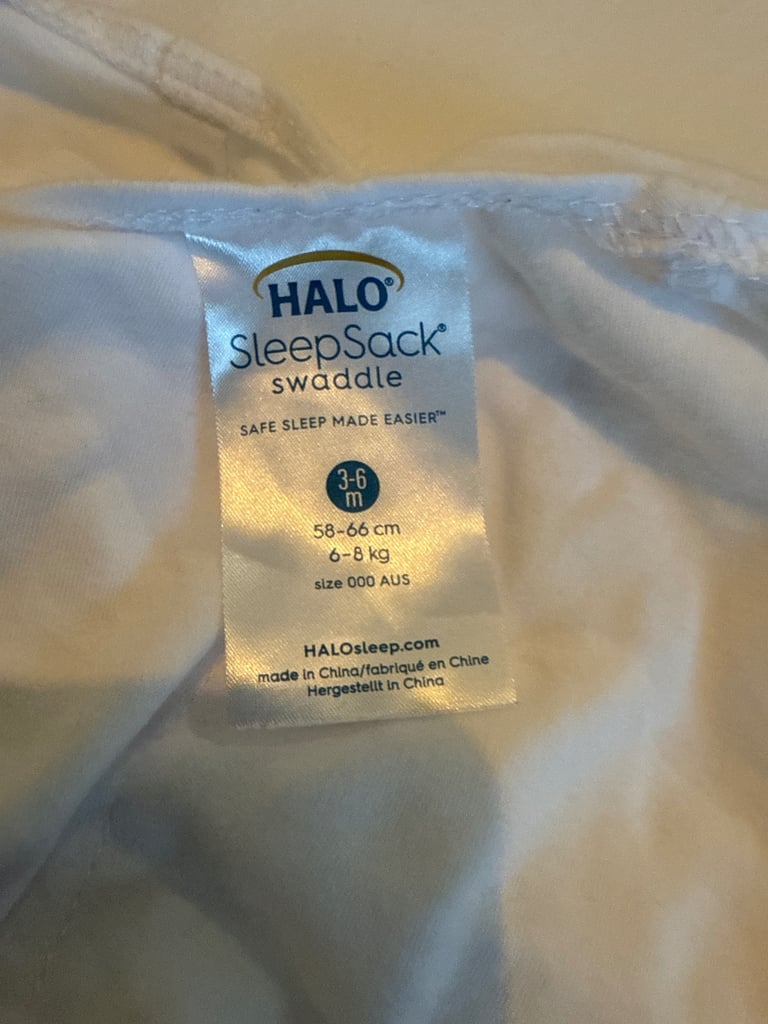 HALO®
SleepSack®
swaddle
SAFE SLEEP MADE EASIER™
3-6
m
58-66 cm
6-8 kg
size 000 AUS
HALOsleep.com
made in China/fabriqué en Chine
Hergestellt in China